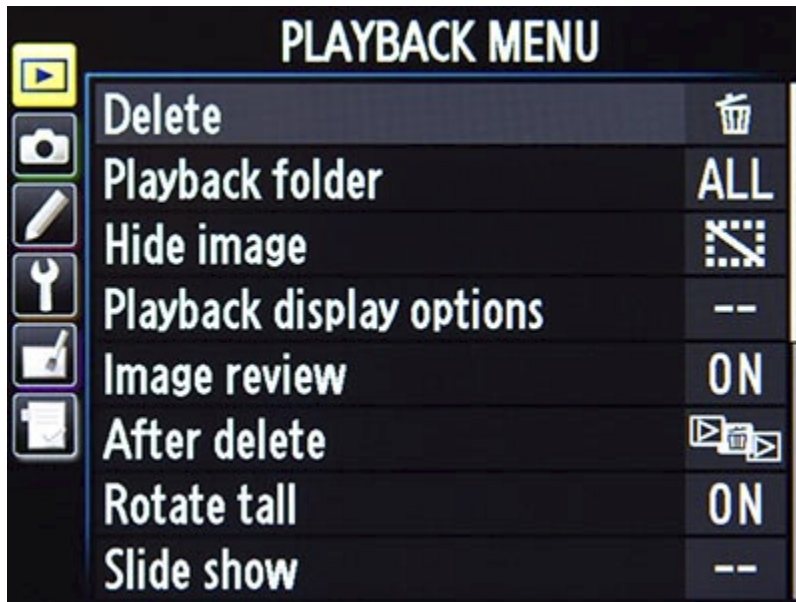 PLAYBACK MENU
Delete
Playback folder ALL
Hide image
Playback display options --
Image review ON
After delete
Rotate tall ON
Slide show --